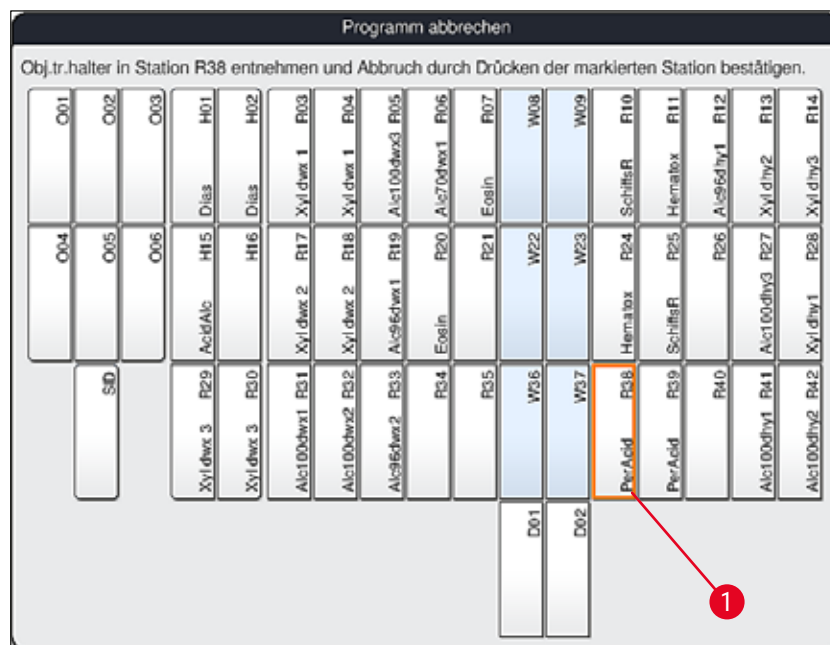 Programm abbrechen
Obj.tr.halter in Station R38 entnehmen und Abbruch durch Drücken der markierten Station bestätigen.
O01
O02
O03
Dias H01
Dias H02
Xyl dwx 1 R03
Xyl dwx 1 R04
Alc100dwx3 R05
Alc70dwx1 R06
Eosin R07
W08
W09
SchiffsR R10
Hematox R11
Alc96dhy1 R12
Xyl dhy2 R13
Xyl dhy3 R14
O04
O05
O06
AcidAlc H15
H16
Xyl dwx 2 R17
Xyl dwx 2 R18
Alc96dwx1 R19
Eosin R20
R21
W22
W23
Hematox R24
SchiffsR R25
R26
Alc100dhy3 R27
Xyl dhy1 R28
SID
Xyl dwx 3 R29
Xyl dwx 3 R30
Alc100dwx1 R31
Alc100dwx2 R32
Alc96dwx2 R33
R34
R35
W36
W37
PerAcid R38
PerAcid R39
R40
Alc100dhy1 R41
Alc100dhy2 R42
D01
D02
1